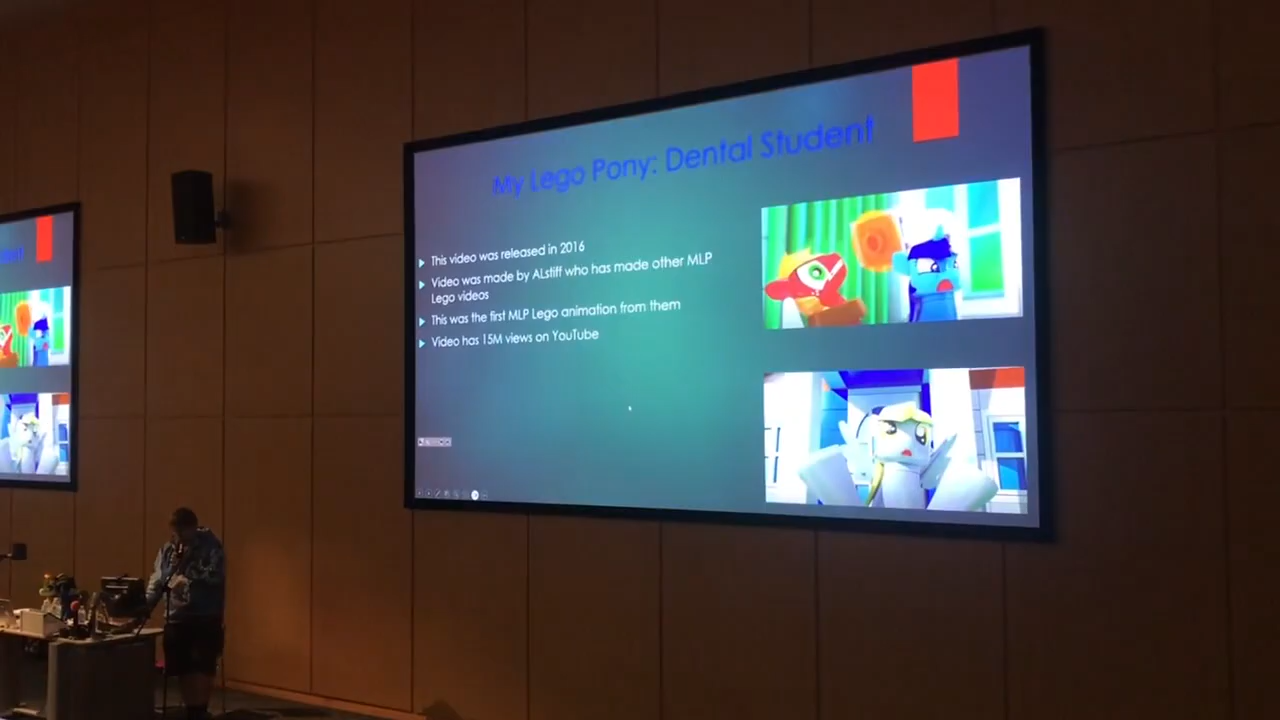 My Lego Pony: Dental Student
This video was released in 2016
Video was made by ALstiff who has made other MLP
Lego videos
This was the first MLP Lego animation from them
Video has 15M views on YouTube